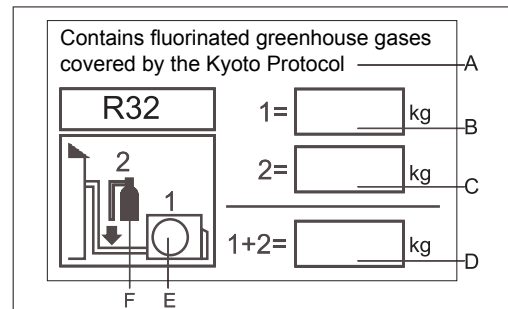 Contains fluorinated greenhouse gases
covered by the Kyoto Protocol
A
R32
1= kg
B
2= kg
C
1+2= kg
D
2
1
F E